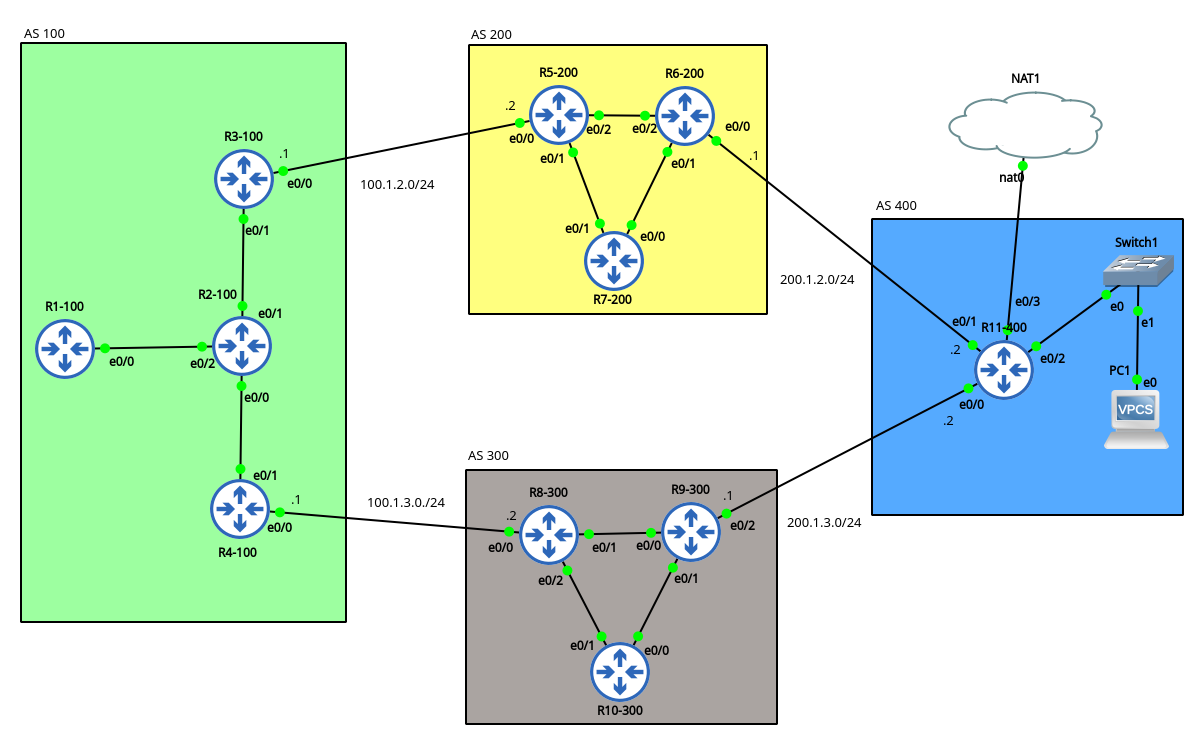 AS 100
R3-100
.1
e0/0
e0/1
R2-100
e0/1
R1-100
e0/0
e0/2
e0/0
e0/1
.1
e0/0
R4-100
100.1.2.0/24
100.1.3.0./24
AS 200
R5-200
R6-200
.2
e0/0
e0/2
e0/2
e0/0
.1
e0/1
e0/1
e0/1
e0/0
R7-200
200.1.2.0/24
AS 300
R8-300
R9-300
.2
.1
e0/0
e0/1
e0/0
e0/2
e0/2
e0/1
e0/1
e0/0
R10-300
200.1.3.0/24
NAT1
nat0
AS 400
Switch1
e0/3
e0
e0/1
R11-400
e1
.2
e0/2
PC1
e0
VPCS
e0/0
.2